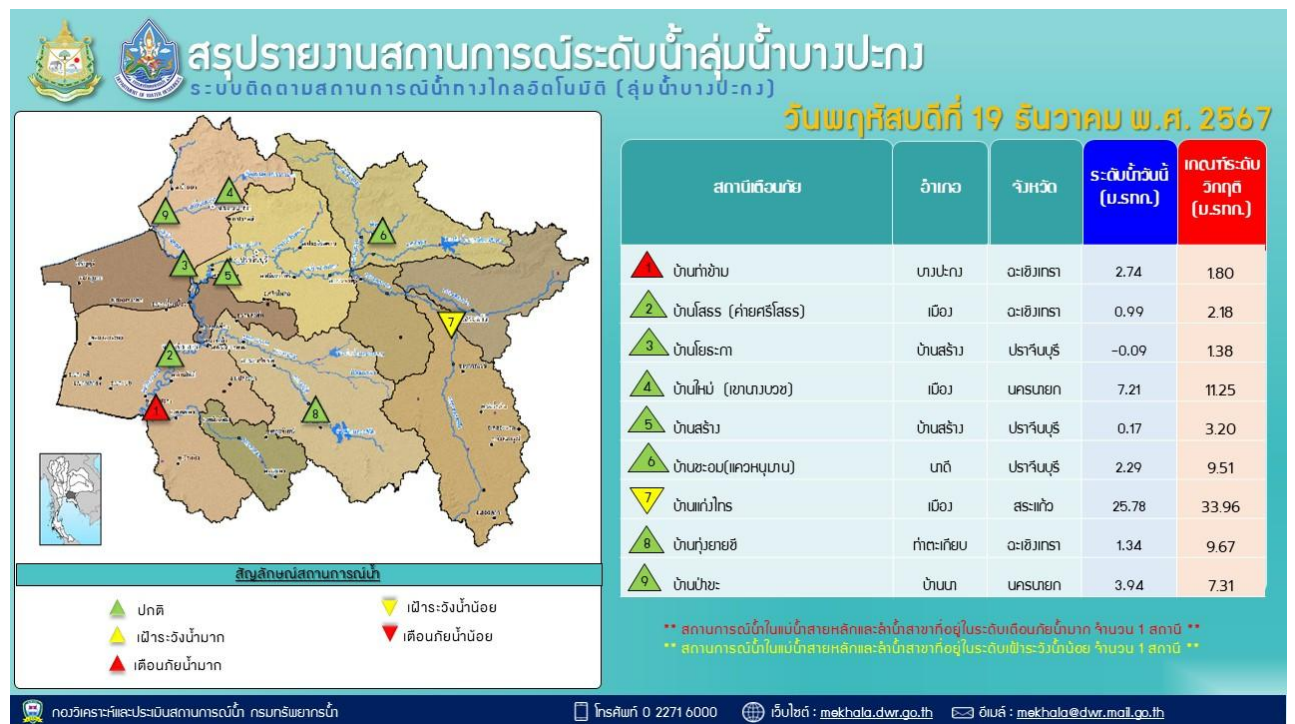 สรุปรายงานสถานการณ์ระดับน้ำลุ่มน้ำบางปะกง
ระบบติดตามสถานการณ์น้ำทางไกลอัตโนมัติ (ลุ่มน้ำบางปะกง)
วันพฤหัสบดีที่ 19 ธันวาคม พ.ศ. 2567
สถานีเตือนภัย อำเภอ จังหวัด ระดับน้ำวันนี้ (ม.รทก.) เกณฑ์ระดับวิกฤติ (ม.รทก.)
1 บ้านท่าข้าม บางปะกง ฉะเชิงเทรา 2.74 1.80
2 บ้านโสธร (ค่ายศรีโสธร) เมือง ฉะเชิงเทรา 0.99 2.18
3 บ้านโยธะกา บ้านสร้าง ปราจีนบุรี -0.09 1.38
4 บ้านใหม่ (เขานางบวช) เมือง นครนายก 7.21 11.25
5 บ้านสร้าง บ้านสร้าง ปราจีนบุรี 0.17 3.20
6 บ้านชะอม(แควหนุมาน) นาดี ปราจีนบุรี 2.29 9.51
7 บ้านแก่งไทร เมือง สระแก้ว 25.78 33.96
8 บ้านทุ่งยายชี ท่าตะเกียบ ฉะเชิงเทรา 1.34 9.67
9 บ้านป่าขะ บ้านนา นครนายก 3.94 7.31
4
9
6
3
5
7
2
1
8
สัญลักษณ์สถานการณ์น้ำ
ปกติ
เฝ้าระวังน้ำมาก
เตือนภัยน้ำมาก
เฝ้าระวังน้ำน้อย
เตือนภัยน้ำน้อย
** สถานการณ์น้ำในแม่น้ำสายหลักและลำน้ำสาขาที่อยู่ในระดับเตือนภัยน้ำมาก จำนวน 1 สถานี **
** สถานการณ์น้ำในแม่น้ำสายหลักและลำน้ำสาขาที่อยู่ในระดับเฝ้าระวังน้ำน้อย จำนวน 1 สถานี **
กองวิเคราะห์และประเมินสถานการณ์น้ำ กรมทรัพยากรน้ำ
โทรศัพท์ 0 2271 6000
เว็บไซต์ : mekhala.dwr.go.th
อีเมล์ : mekhala@dwr.mail.go.th